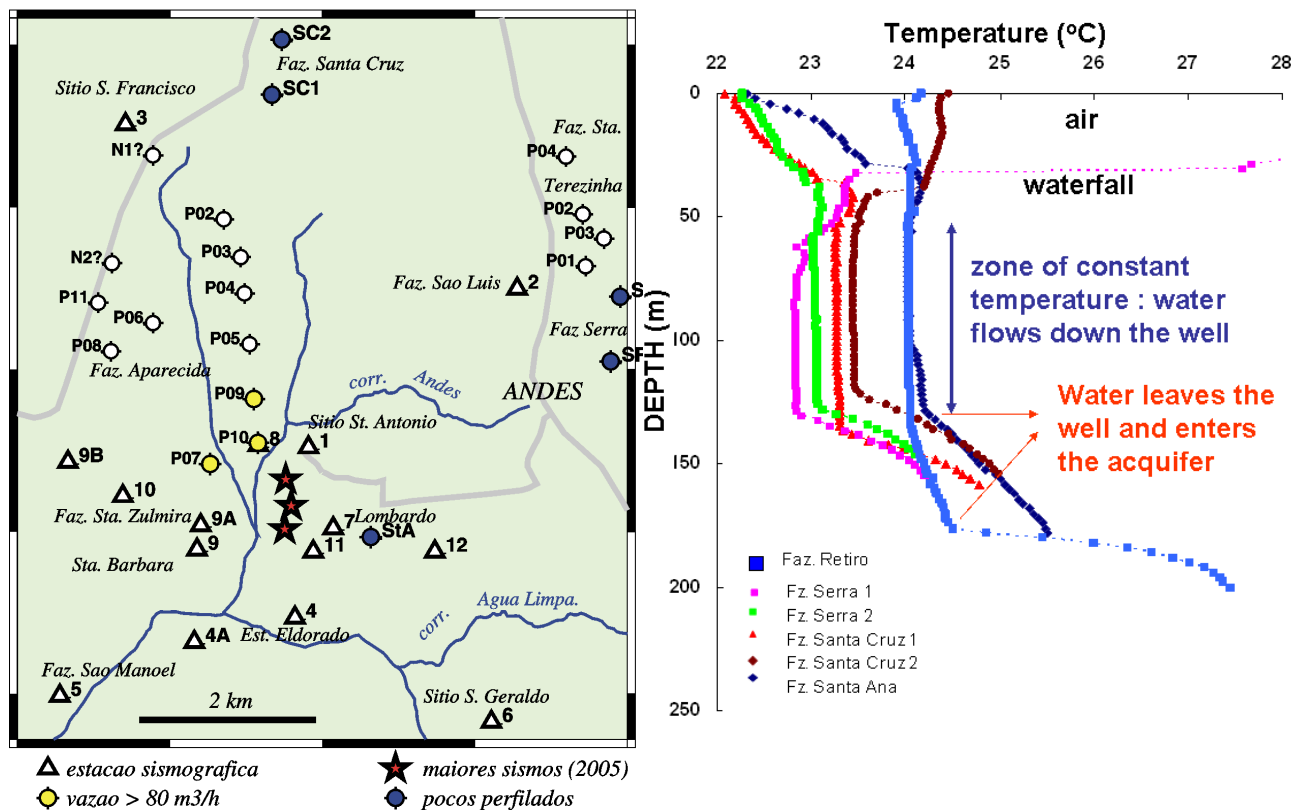 SC2
Faz. Santa Cruz
SC1
Sitio S. Francisco
3
N1?
Faz. Sta.
P04
Terezinha
P02
P02
P03
P03
N2?
P01
P04
Faz. Sao Luis
2
S
P11
P06
Faz Serra
P05
P08
SF
Faz. Aparecida
corr.
Andes
ANDES
P09
Sitio St. Antonio
P10
8
1
P07
9B
10
Faz. Sta. Zulmira
9A
7
Lombardo
StA
9
11
12
Sta. Barbara
Agua Limpa.
4
corr.
Est. Eldorado
4A
Faz. Sao Manoel
5
2 km
Sitio S. Geraldo
6
estacao sismografica
maiores sismos (2005)
vazao > 80 m3/h
pocos perfilados
Temperature (ºC)
22
23
24
25
26
27
28
0
air
waterfall
50
zone of constant
temperature : water
flows down the well
100
DEPTH (m)
Water leaves the
well and enters
the acquifer
150
Faz. Retiro
200
Fz. Serra 1
Fz. Serra 2
Fz. Santa Cruz 1
Fz. Santa Cruz 2
Fz. Santa Ana
250